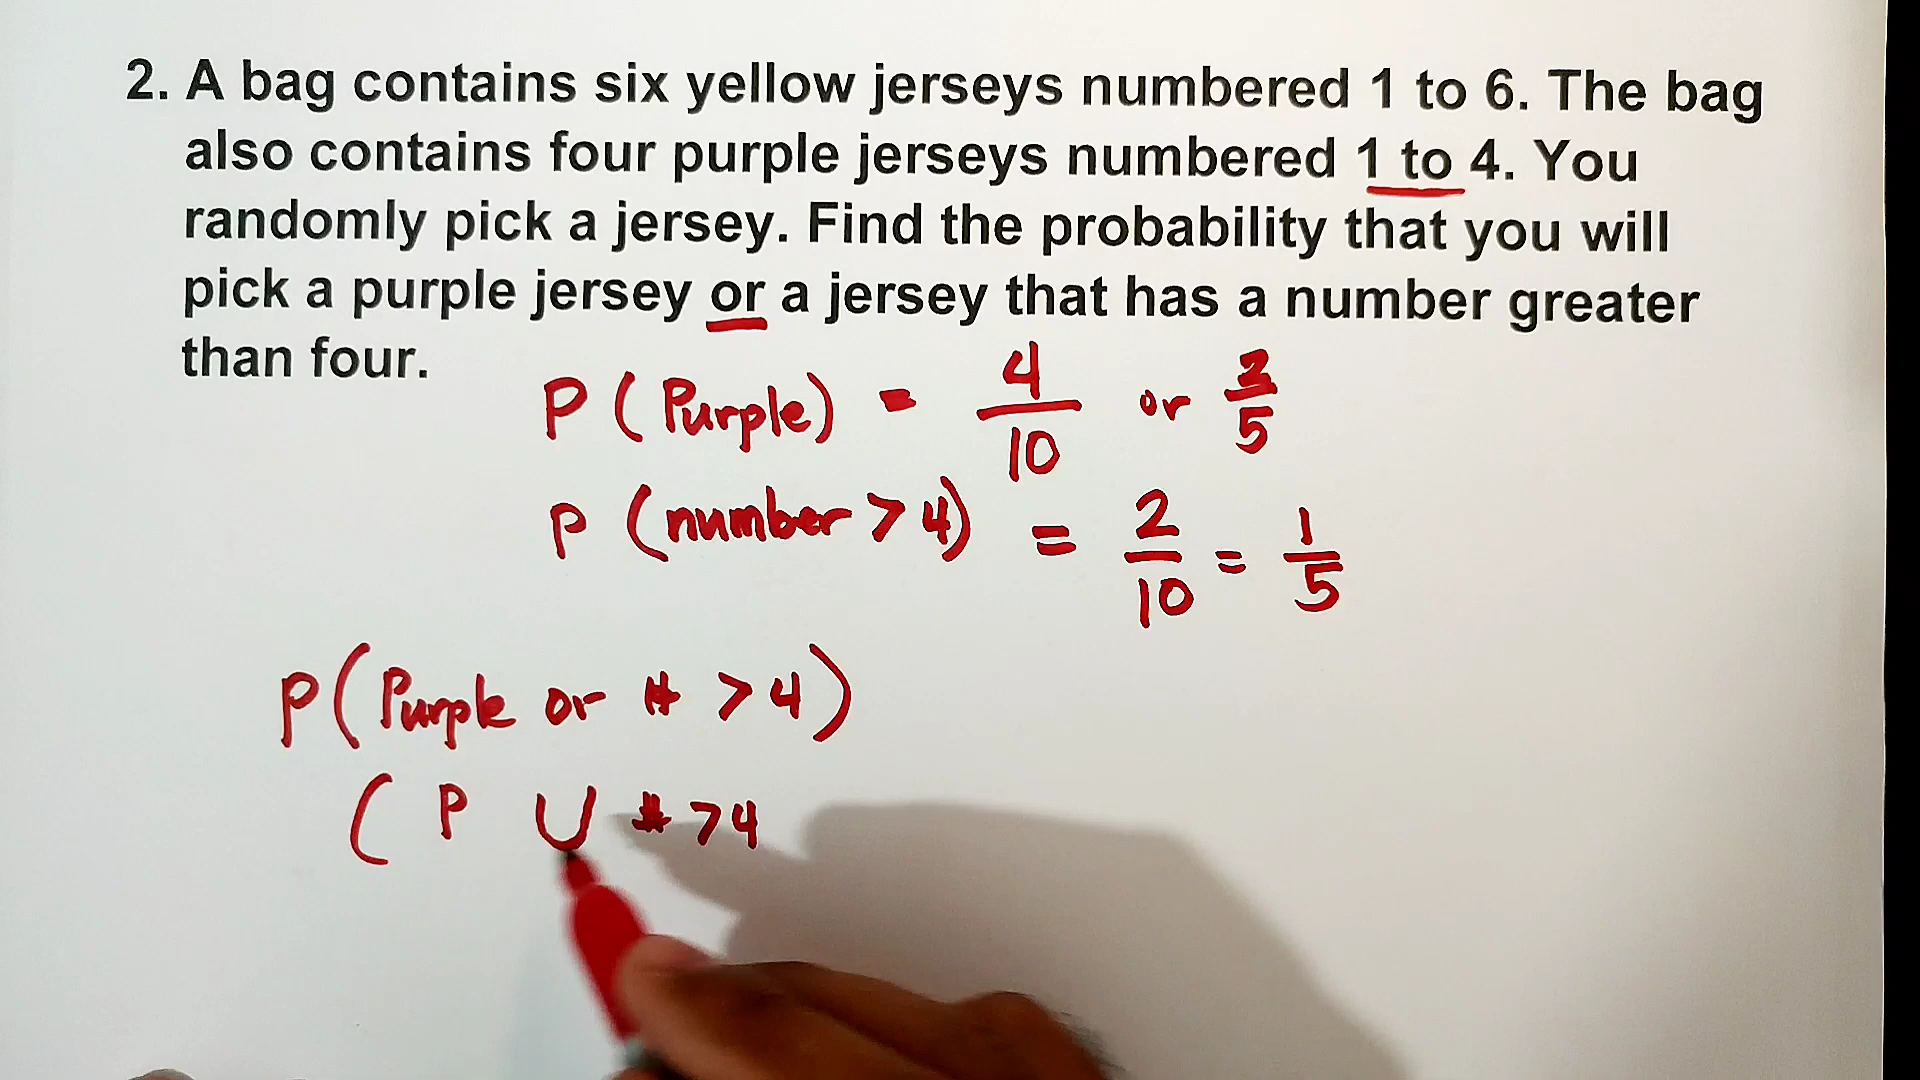 2. A bag contains six yellow jerseys numbered 1 to 6. The bag
also contains four purple jerseys numbered 1 to 4. You
randomly pick a jersey. Find the probability that you will
pick a purple jersey or a jersey that has a number greater
than four.
P (Purple) = 4/10 or 2/5
P (number > 4) = 2/10 = 1/5
P (Purple or # > 4)
( P ∪ # > 4